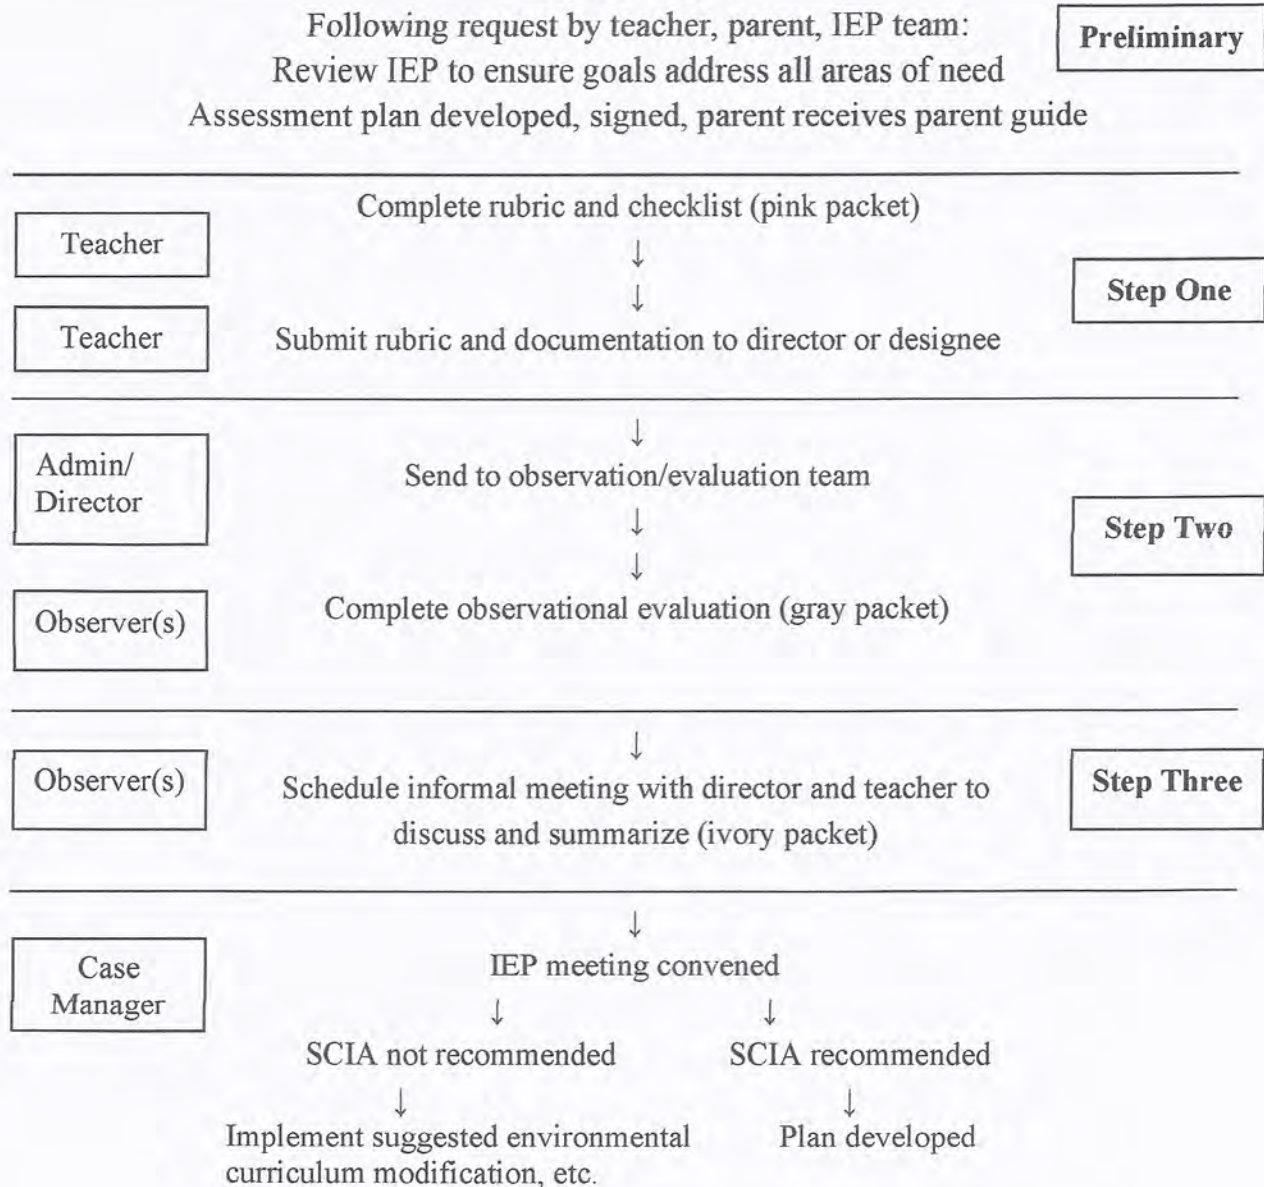 Following request by teacher, parent, IEP team:
Preliminary
Review IEP to ensure goals address all areas of need
Assessment plan developed, signed, parent receives parent guide
Complete rubric and checklist (pink packet)
Teacher
↓
Step One
↓
Teacher
Submit rubric and documentation to director or designee
↓
Admin/
Director
Send to observation/evaluation team
↓
Step Two
↓
Observer(s)
Complete observational evaluation (gray packet)
↓
Observer(s)
Schedule informal meeting with director and teacher to
discuss and summarize (ivory packet)
Step Three
↓
Case
Manager
IEP meeting convened
↓ ↓
SCIA not recommended
SCIA recommended
↓ ↓
Implement suggested environmental
curriculum modification, etc.
Plan developed